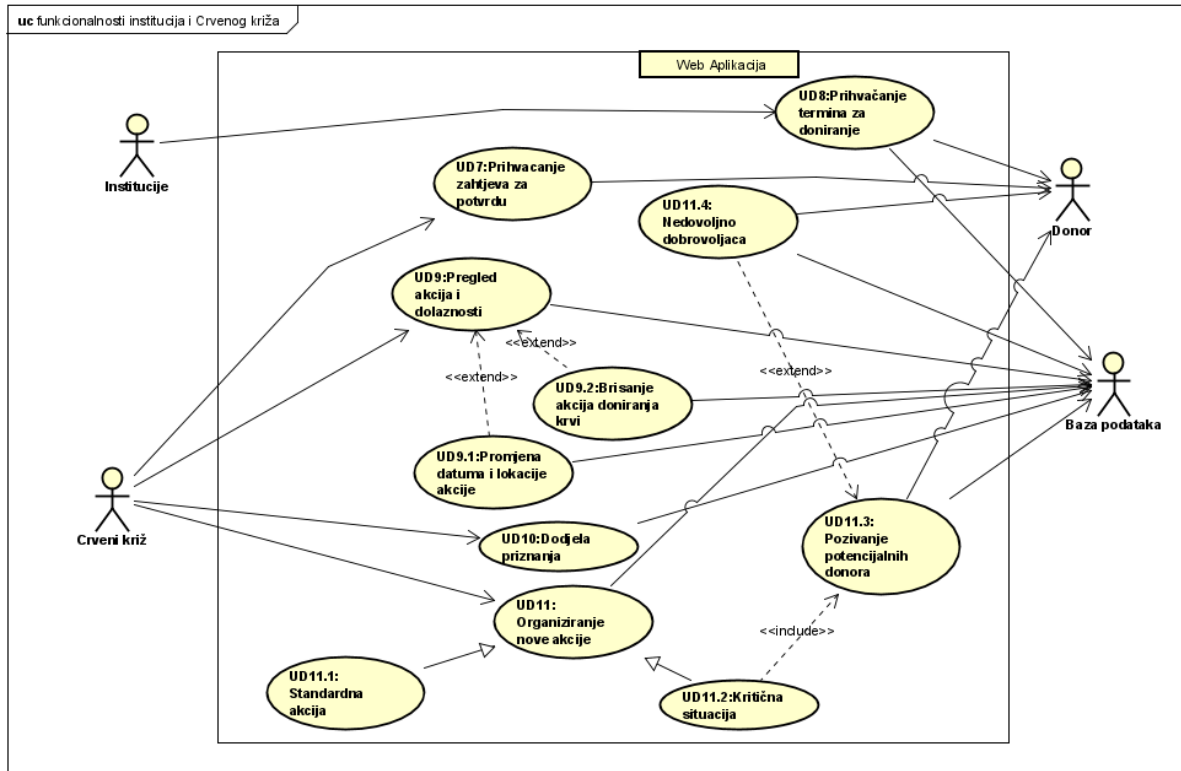 uc funkcionalnosti institucija i Crvenog križa
Web Aplikacija
UD8:Prihvačanje
termina za
doniranje
Institucije
UD7:Prihvacanje
zahtjeva za
potvrdu
UD11.4:
Nedovoljno
dobrovoljaca
Donor
UD9:Pregled
akcija i
dolaznosti
<<extend>>
<<extend>>
<<extend>>
UD9.2:Brisanje
akcija doniranja
krvi
Baza podataka
UD9.1:Promjena
datuma i lokacije
akcije
Crveni križ
UD10:Dodjela
priznanja
UD11.3:
Pozivanje
potencijalnih
donora
UD11:
Organiziranje
nove akcije
<<include>>
UD11.1:
Standardna
akcija
UD11.2:Kritična
situacija